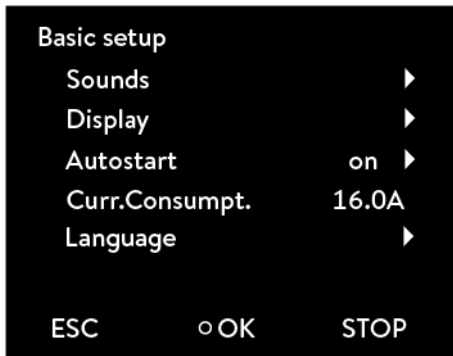 Basic setup
Sounds
Display
Autostart on
Curr.Consumpt. 16.0A
Language
ESC OK STOP